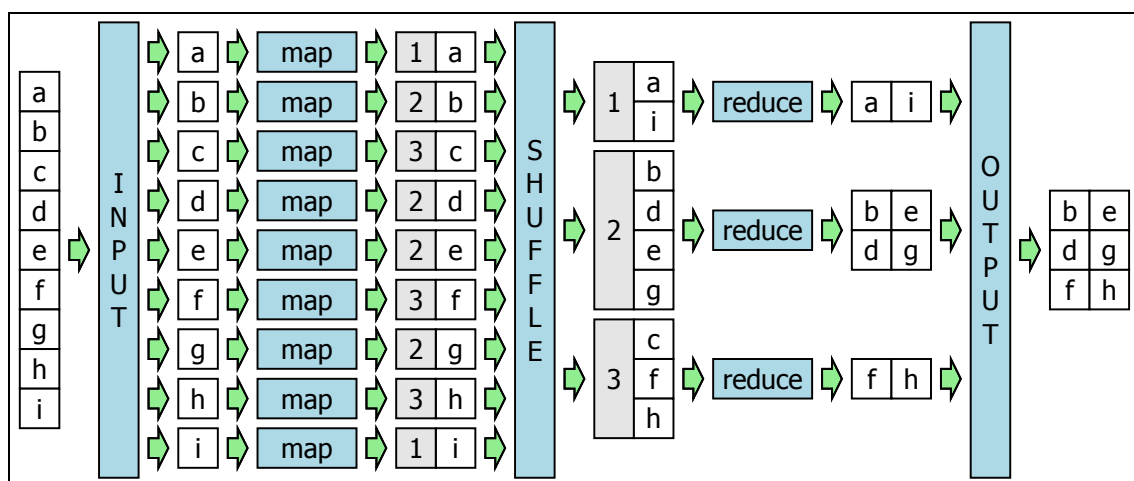 a
b
c
d
e
f
g
h
i
INPUT
a map 1 a
b map 2 b
c map 3 c
d map 2 d
e map 2 e
f map 3 f
g map 2 g
h map 3 h
i map 1 i
SHUFFLE
1 a i reduce a i
2 b d e g reduce b e d g
3 c f h reduce f h
OUTPUT
b e
d g
f h